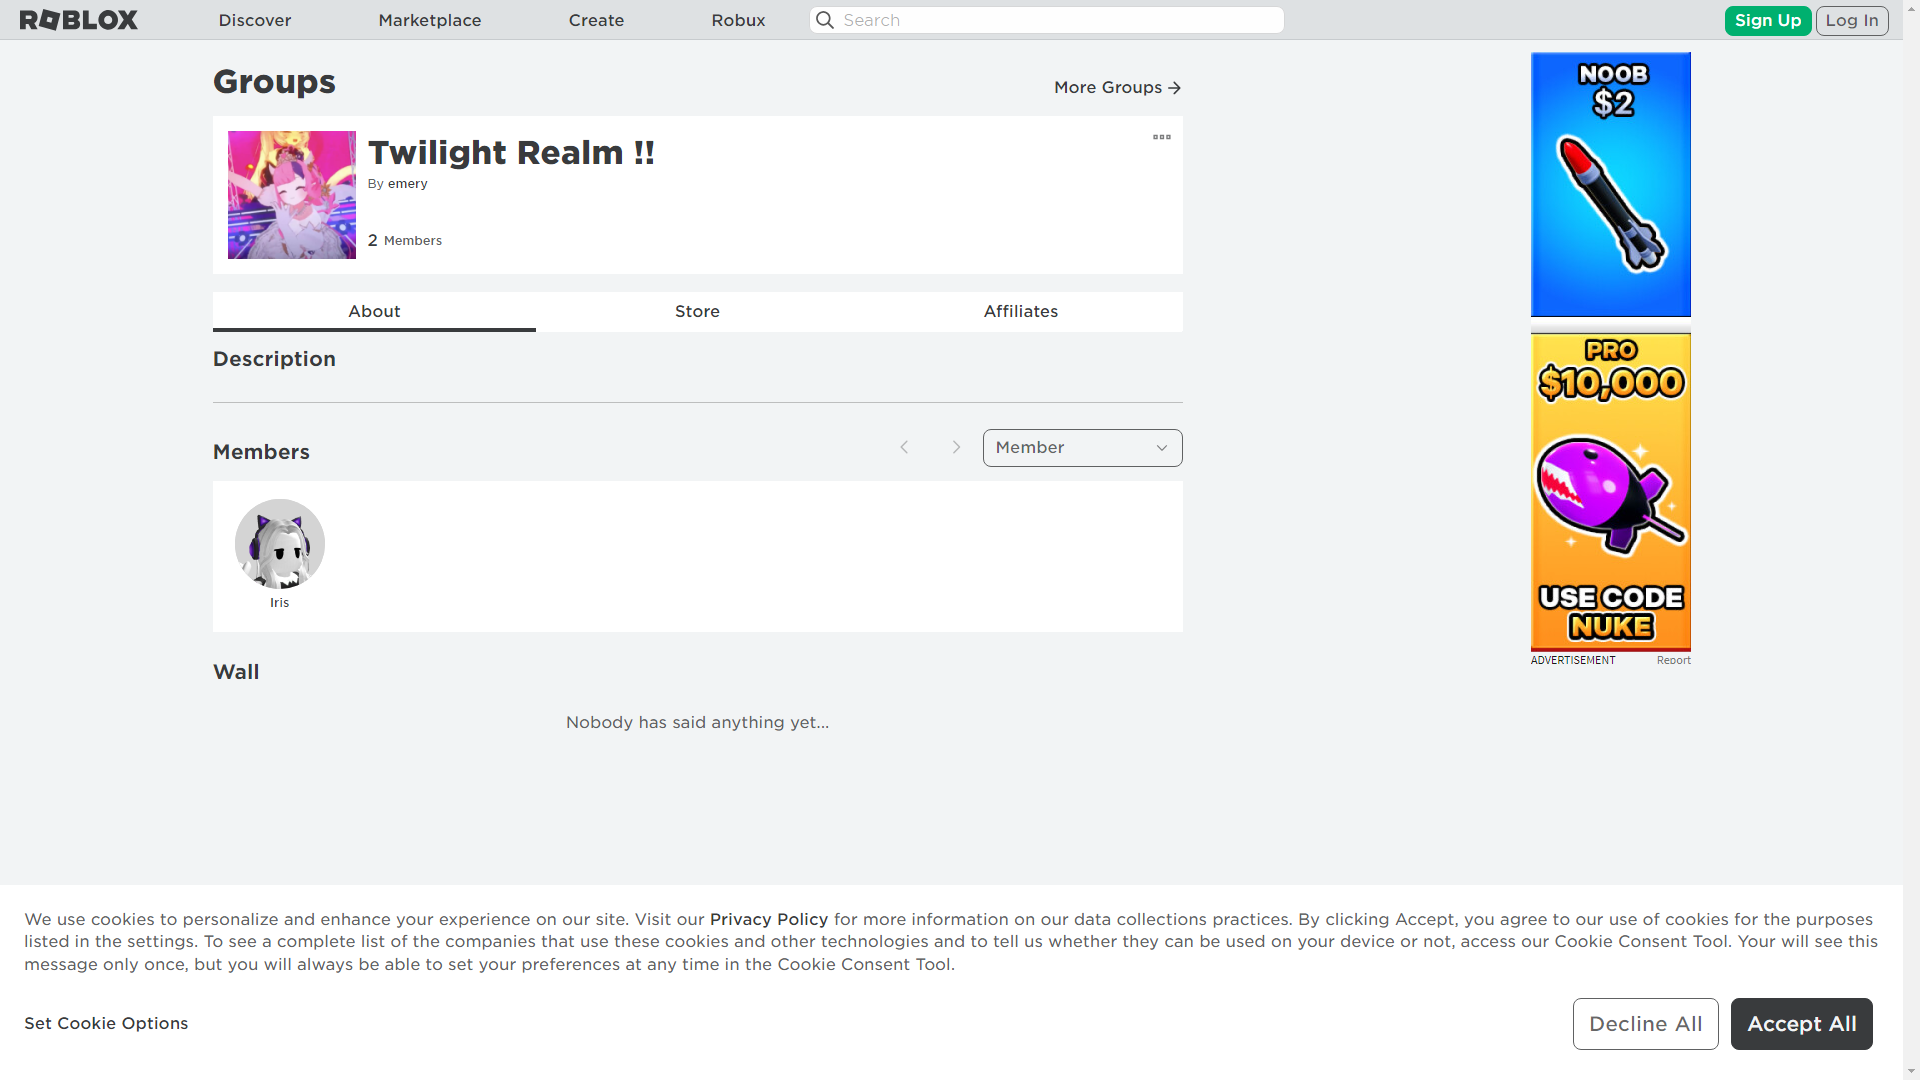 ROBLOX
Discover
Marketplace
Create
Robux
Search
Sign Up
Log In
Groups
More Groups
Twilight Realm !!
By emery
2 Members
About
Store
Affiliates
Description
Members
Member
Iris
Wall
Nobody has said anything yet...
NOOB
$2
PRO
$10,000
USE CODE
NUKE
ADVERTISEMENT
Report
We use cookies to personalize and enhance your experience on our site. Visit our Privacy Policy for more information on our data collections practices. By clicking Accept, you agree to our use of cookies for the purposes
listed in the settings. To see a complete list of the companies that use these cookies and other technologies and to tell us whether they can be used on your device or not, access our Cookie Consent Tool. Your will see this
message only once, but you will always be able to set your preferences at any time in the Cookie Consent Tool.
Set Cookie Options
Decline All
Accept All